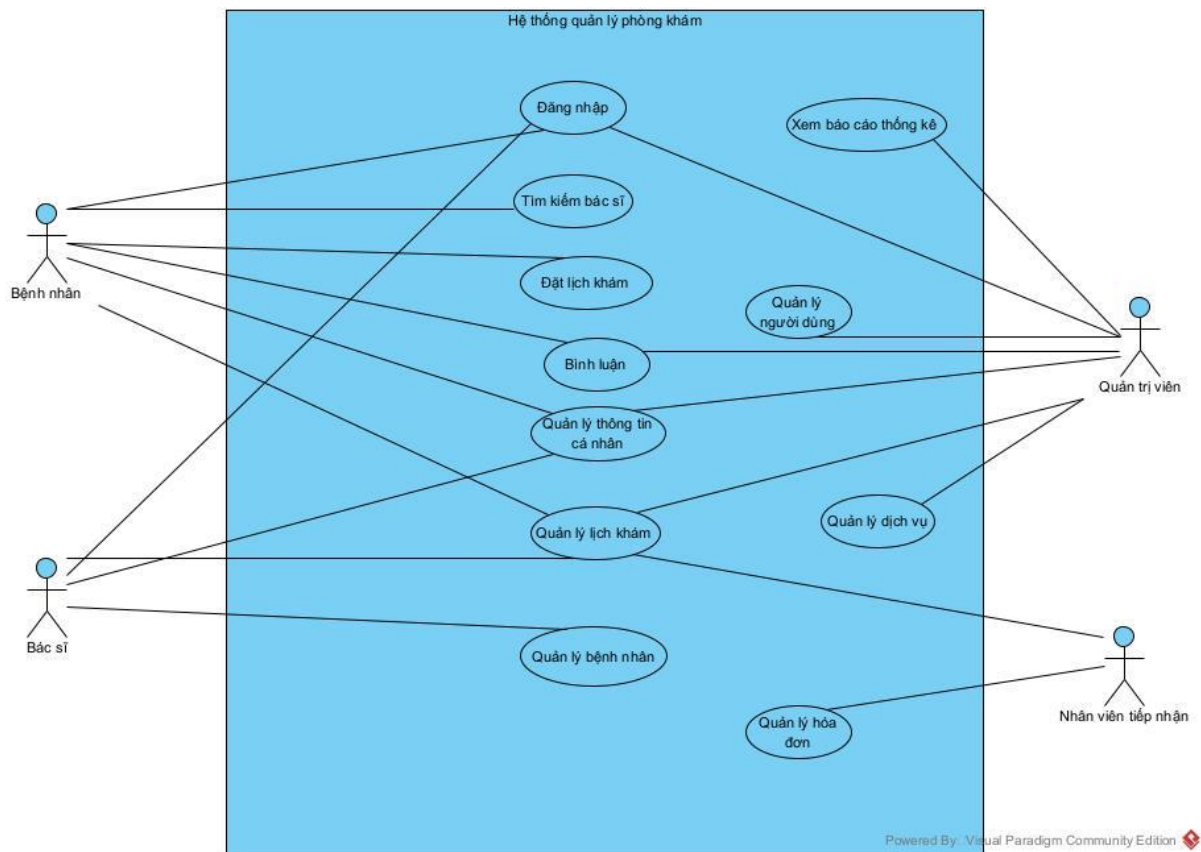 Hệ thống quản lý phòng khám
Đăng nhập
Xem báo cáo thống kê
Tìm kiếm bác sĩ
Bệnh nhân
Đặt lịch khám
Quản lý
người dùng
Bình luận
Quản trị viên
Quản lý thông tin
cá nhân
Quản lý dịch vụ
Quản lý lịch khám
Bác sĩ
Quản lý bệnh nhân
Nhân viên tiếp nhận
Quản lý hóa
đơn
Powered By Visual Paradigm Community Edition